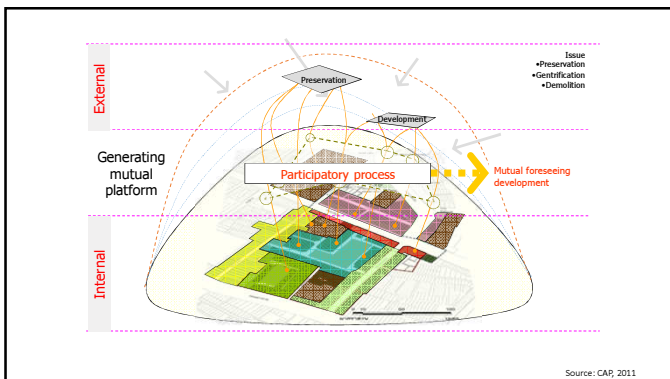 External
Issue
•Preservation
•Gentrification
•Demolition
Preservation
Development
Generating
mutual
platform
Participatory process
Mutual foreseeing
development
Internal
Source: CAP, 2011